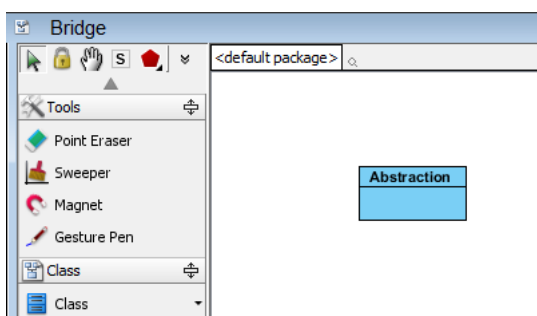 Bridge
S
<default package>
Tools
Point Eraser
Sweeper
Magnet
Gesture Pen
Class
Class
Abstraction